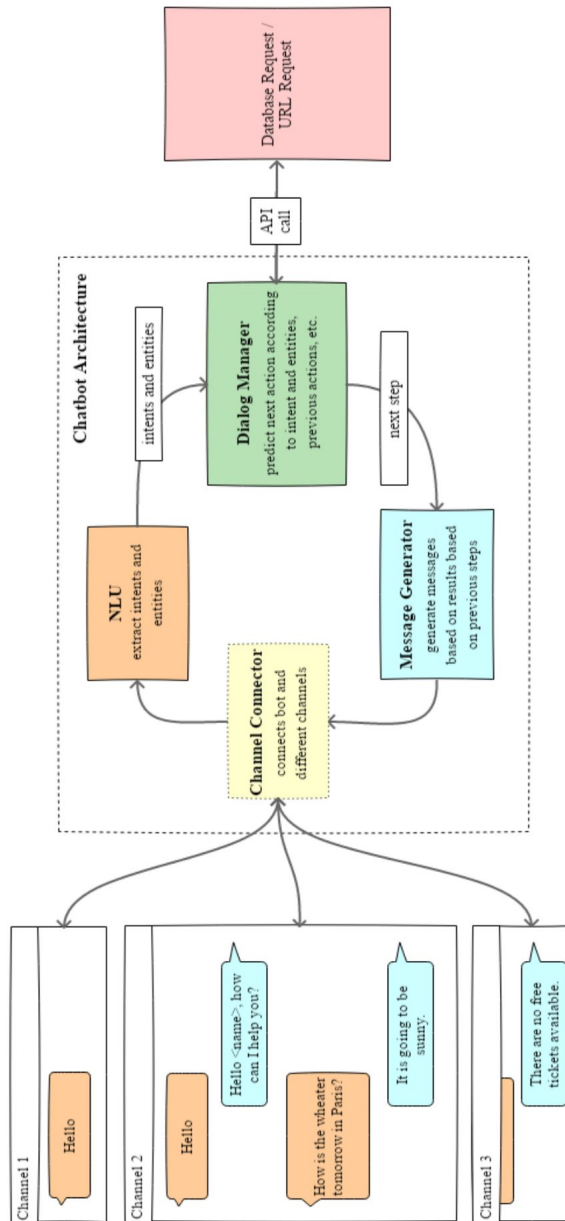 Channel 1
Hello
Channel 2
Hello
Hello <name>, how
can I help you?
How is the wheater
tomorrow in Paris?
It is going to be
sunny.
Channel 3
There are no free
tickets available.
Chatbot Architecture
Channel Connector
connects bot and
different channels
NLU
extract intents and
entities
intents and entities
Dialog Manager
predict next action according
to intent and entities,
previous actions, etc.
next step
Message Generator
generate messages
based on results based
on previous steps
API
call
Database Request /
URL Request